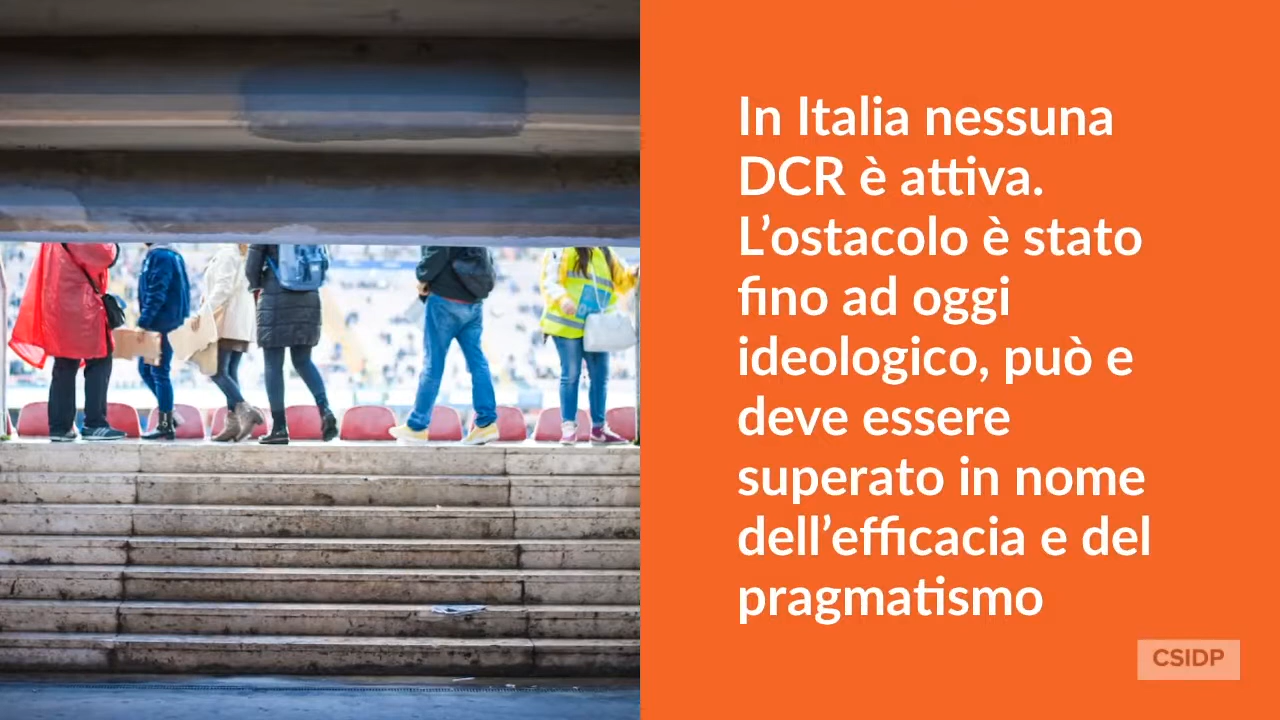 In Italia nessuna
DCR è attiva.
L’ostacolo è stato
fino ad oggi
ideologico, può e
deve essere
superato in nome
dell’efficacia e del
pragmatismo
CSIDP